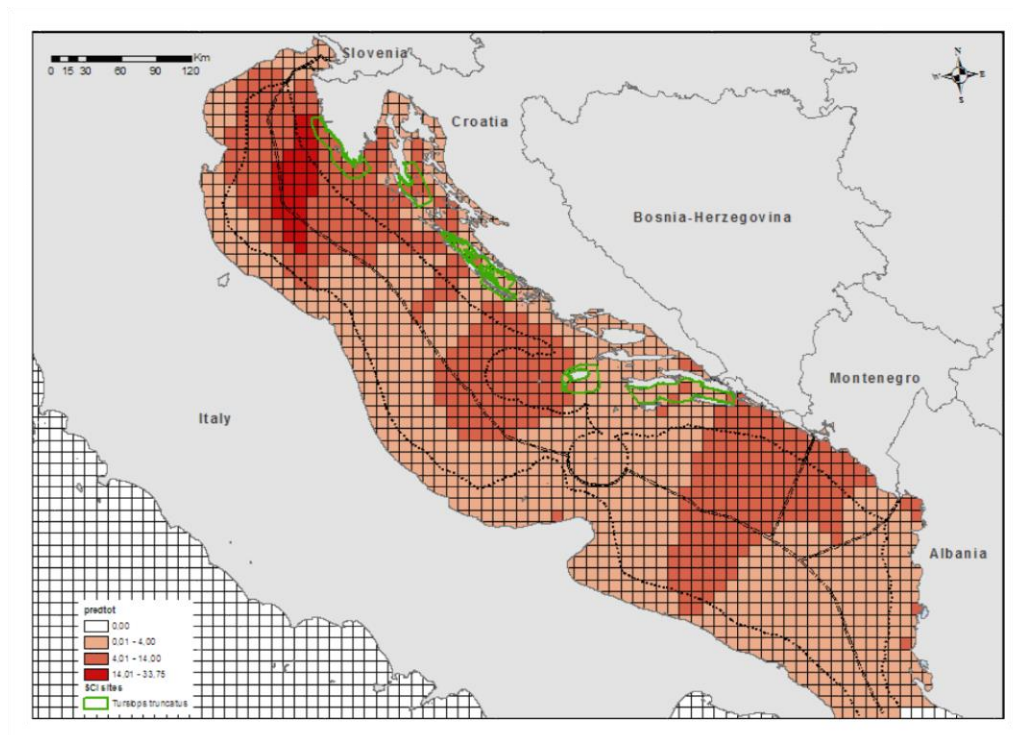 Slovenia
Km
0 15 30 60 90 120
N
W E
S
Croatia
Bosnia-Herzegovina
Montenegro
Italy
Albania
predtot
0,00
0,01 - 4,00
4,01 - 14,00
14,01 - 33,75
SCI sites
Tursiops truncatus